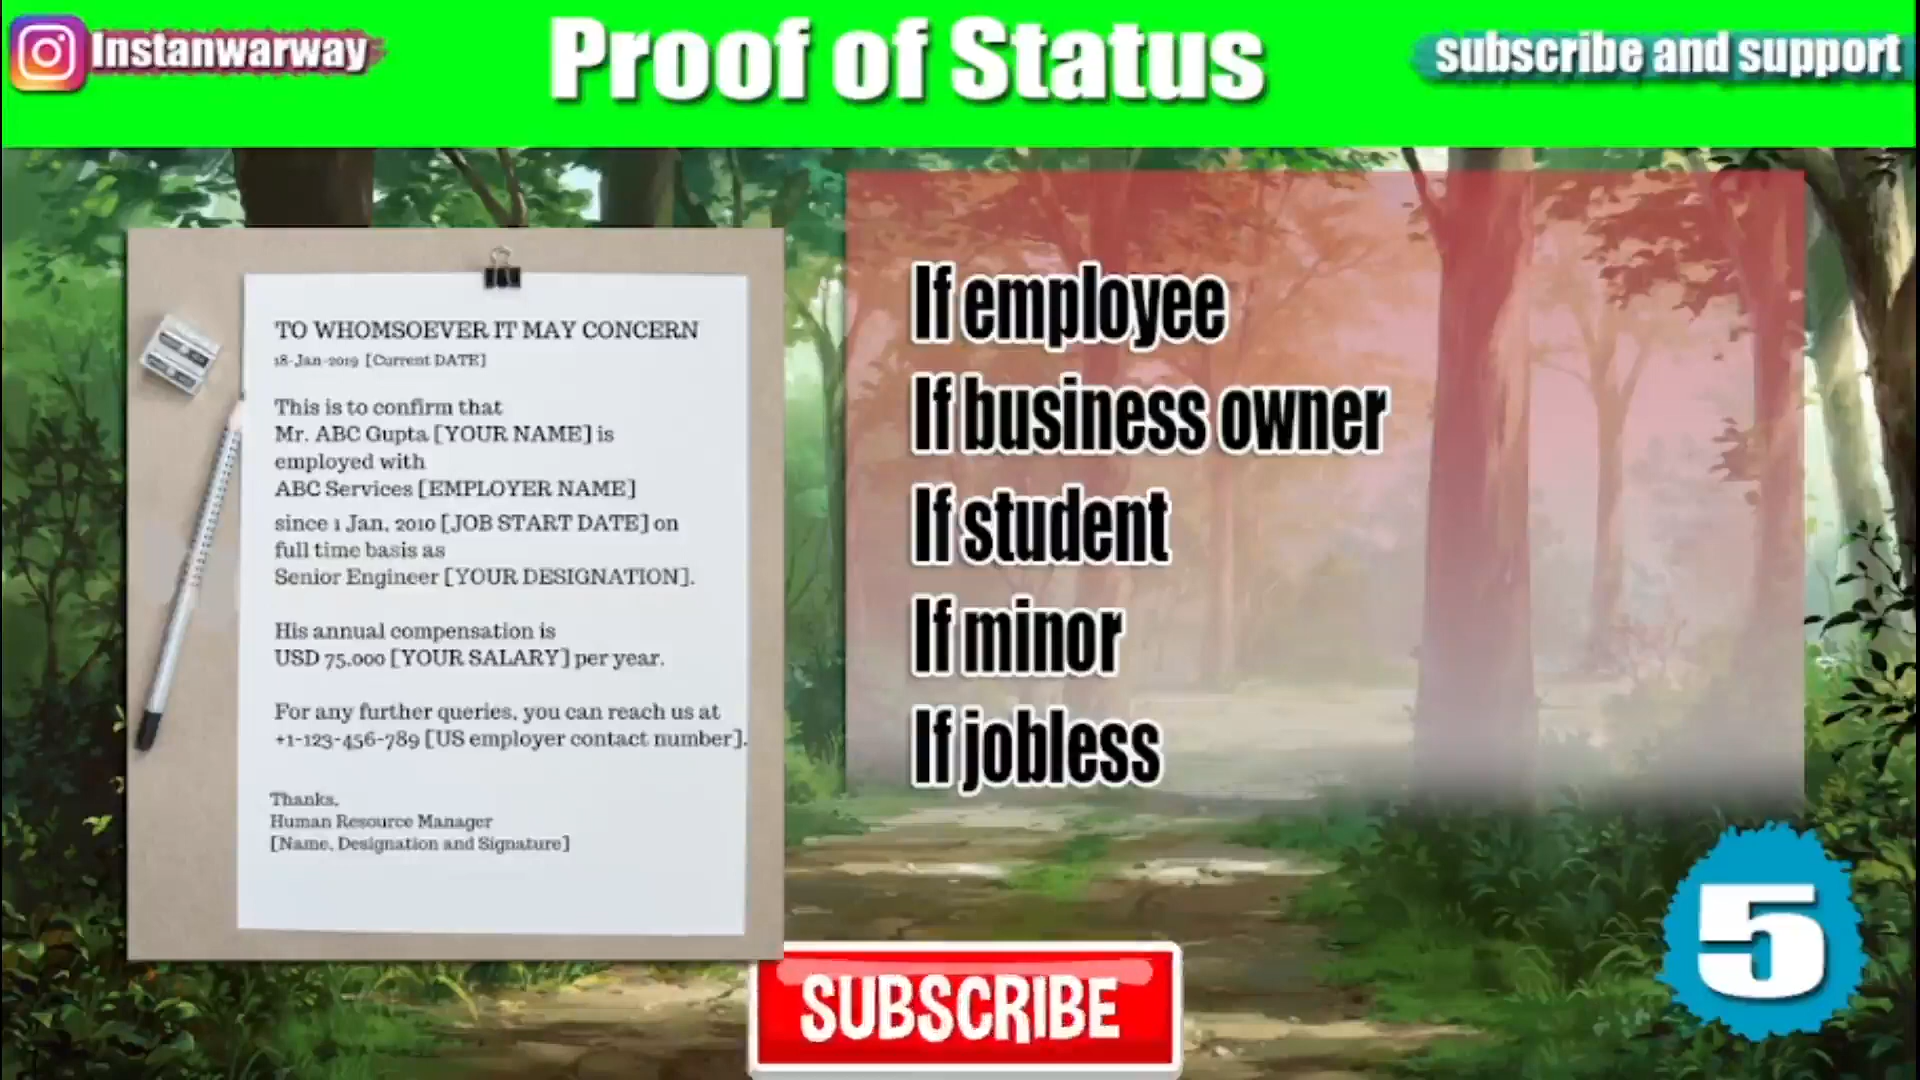 Instanwarway
Proof of Status
subscribe and support
TO WHOMSOEVER IT MAY CONCERN
18-Jan-2019 [Current DATE]
This is to confirm that
Mr. ABC Gupta [YOUR NAME] is
employed with
ABC Services [EMPLOYER NAME]
since 1 Jan, 2010 [JOB START DATE] on
full time basis as
Senior Engineer [YOUR DESIGNATION].
His annual compensation is
USD 75,000 [YOUR SALARY] per year.
For any further queries, you can reach us at
+1-123-456-789 [US employer contact number].
Thanks,
Human Resource Manager
[Name, Designation and Signature]
If employee
If business owner
If student
If minor
If jobless
5
SUBSCRIBE